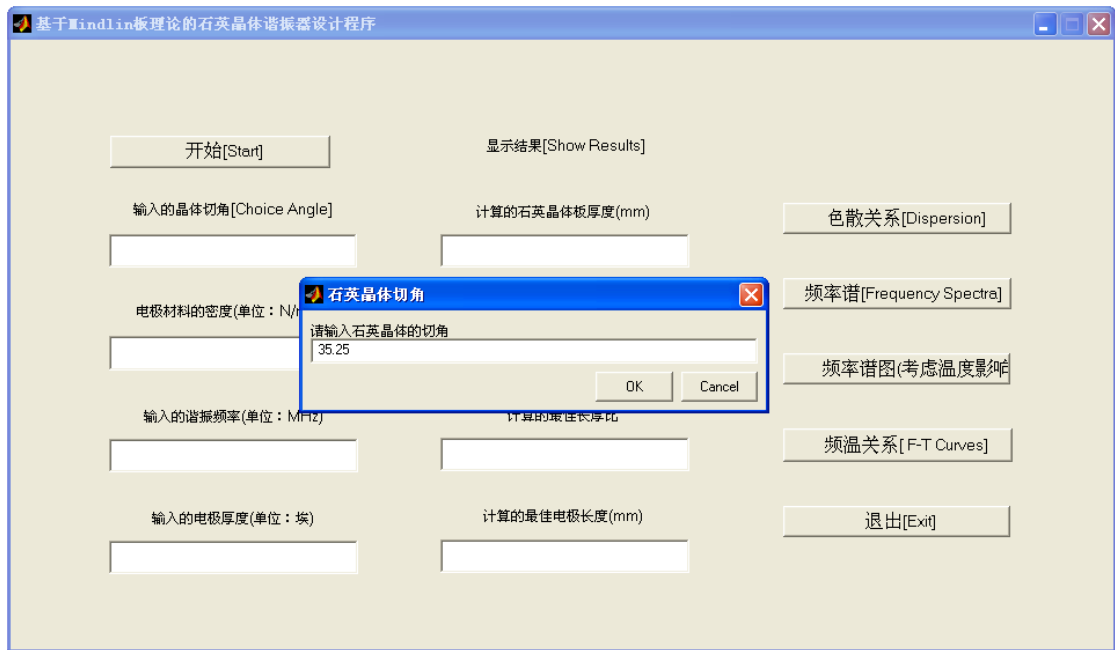 基于Mindlin板理论的石英晶体谐振器设计程序
开始[Start]
显示结果[Show Results]
输入的晶体切角[Choice Angle]
计算的石英晶体板厚度(mm)
色散关系[Dispersion]
石英晶体切角
频率谱[Frequency Spectra]
电极材料的密度(单位：N/
请输入石英晶体的切角
35.25
频率谱图(考虑温度影响
OK
Cancel
输入的谐振频率(单位：MHz)
计算的最佳长厚比
频温关系[ F-T Curves]
输入的电极厚度(单位：埃)
计算的最佳电极长度(mm)
退出[Exit]